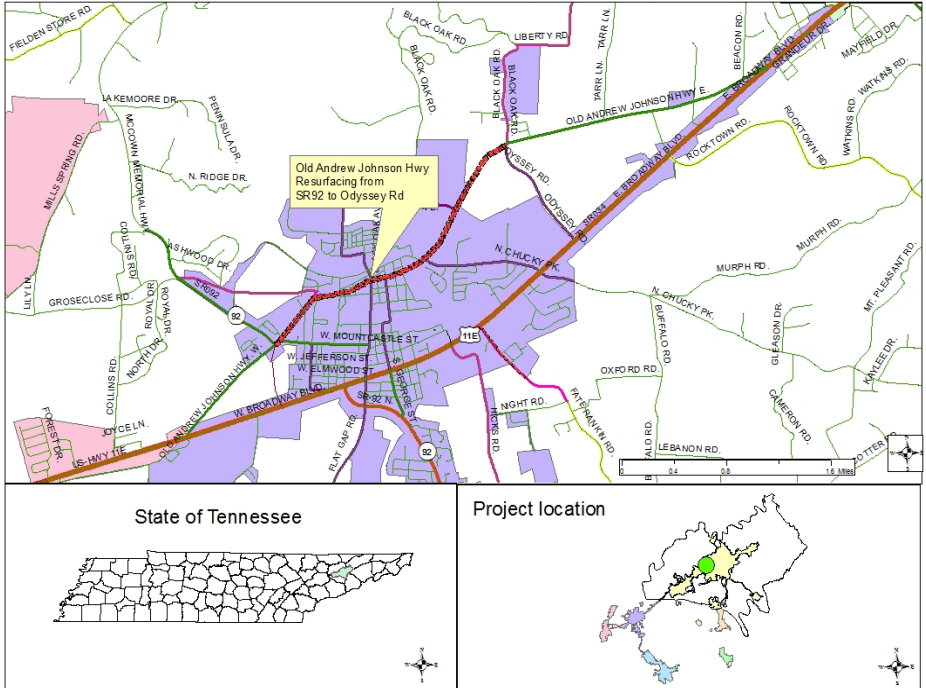 FIELDEN STORE RD.
BLACK OAK RD.
LIBERTY RD.
TARR LN.
TARR LN.
BEACON RD.
E. BROADWAY BLVD.
GRANDEUR DR.
MAYFIELD DR.
WATKINS RD.
WATKINS RD.
LAKEMOORE DR.
PENINSULA DR.
BLACK OAK RD.
BLACK OAK RD.
BLACK OAK RD.
OLD ANDREW JOHNSON HWY E.
ROCKTOWN RD.
ROCKTOWN RD.
MILLS SPRING RD.
MCCOWN MEMORIAL HWY.
N. RIDGE DR.
Old Andrew Johnson Hwy
Resurfacing from
SR92 to Odyssey Rd
ODYSSEY RD.
ODYSSEY RD.
E. BROADWAY BLVD.
SR034
COLLINS RD.
ASHWOOD DR.
N. CHUCKY PK.
MURPH RD.
MURPH RD.
MT. PLEASANT RD.
LILY LN.
GROSECLOSE RD.
ROYAL DR.
ROYAL DR.
SR092
92
N. CHUCKY PK.
BUFFALO RD.
GLEASON DR.
KAYLEE DR.
NORTH DR.
W. MOUNTCASTLE ST.
11E
W. JEFFERSON ST.
W. ELMWOOD ST.
S. GEORGE ST.
OXFORD RD.
COLLINS RD.
OLD ANDREW JOHNSON HWY. W.
W. BROADWAY BLVD.
SR-92 N.
NIGHT RD.
FATE RANKIN RD.
CAMERON RD.
FOREST DR.
JOYCE LN.
US-HWY 11E
FLAT GAP RD.
92
HICKS RD.
LEBANON RD.
0 0.4 0.8 1.6 Miles
State of Tennessee
Project location